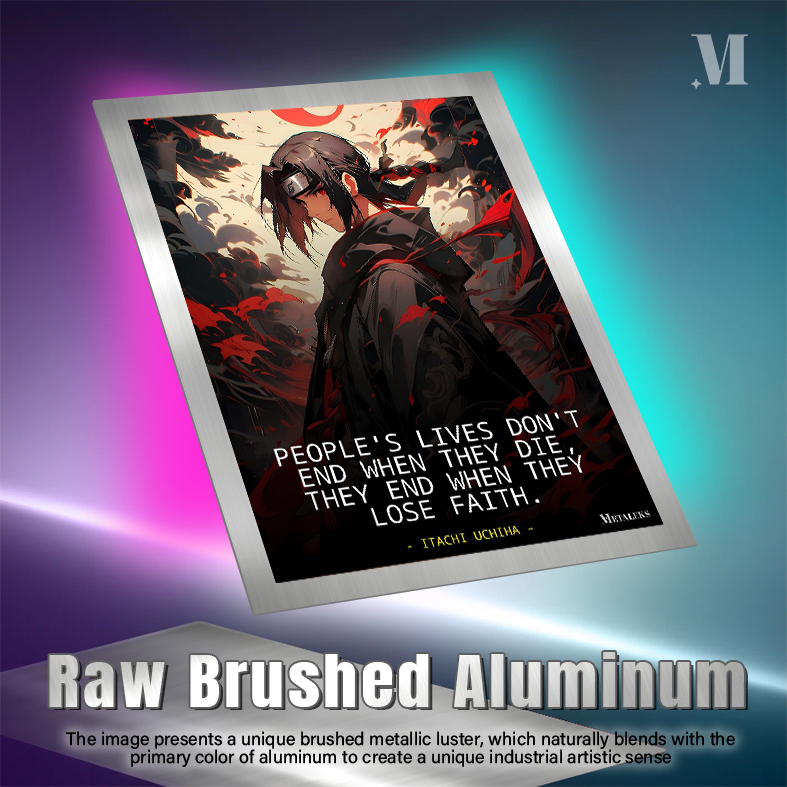 M
PEOPLE'S LIVES DON'T
END WHEN THEY DIE,
THEY END WHEN THEY
LOSE FAITH.
- ITACHI UCHIHA -
METALEKS
Raw Brushed Aluminum
The image presents a unique brushed metallic luster, which naturally blends with the
primary color of aluminum to create a unique industrial artistic sense